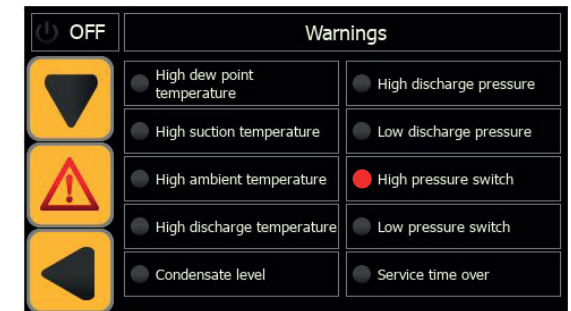 OFF
Warnings
High dew point
temperature
High discharge pressure
High suction temperature
Low discharge pressure
High ambient temperature
High pressure switch
High discharge temperature
Low pressure switch
Condensate level
Service time over